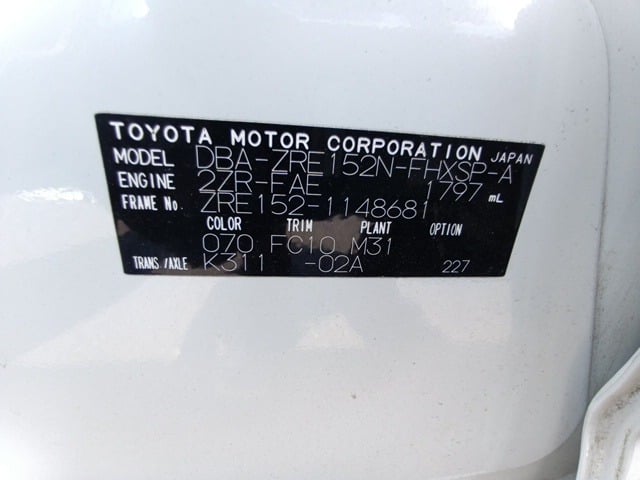 TOYOTA MOTOR CORPORATION JAPAN
MODEL DBA-ZRE152N-FHXSP-A
ENGINE 2ZR-FAE 1797 mL
FRAME No. ZRE152-1148681
COLOR TRIM PLANT OPTION
070 FC10 M31
TRANS/AXLE K311 -02A 227